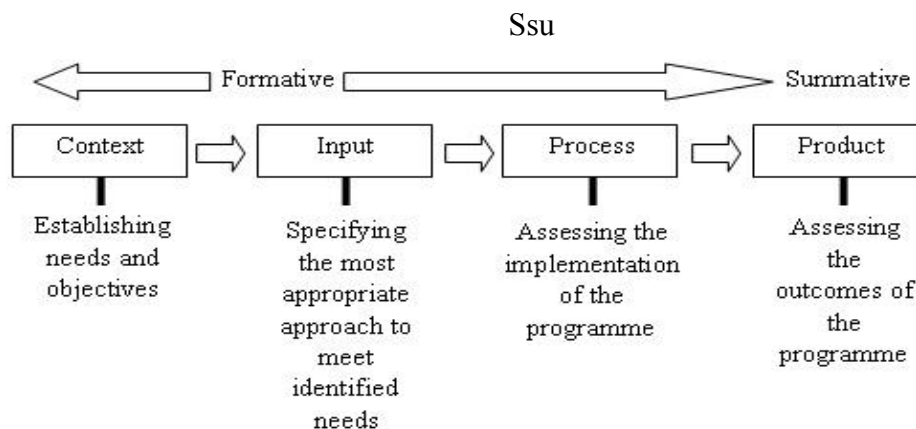 Ssu
Formative
Summative
Context
Input
Process
Product
Establishing
needs and
objectives
Specifying
the most
appropriate
approach to
meet
identified
needs
Assessing the
implementation
of the
programme
Assessing
the
outcomes of
the
programme